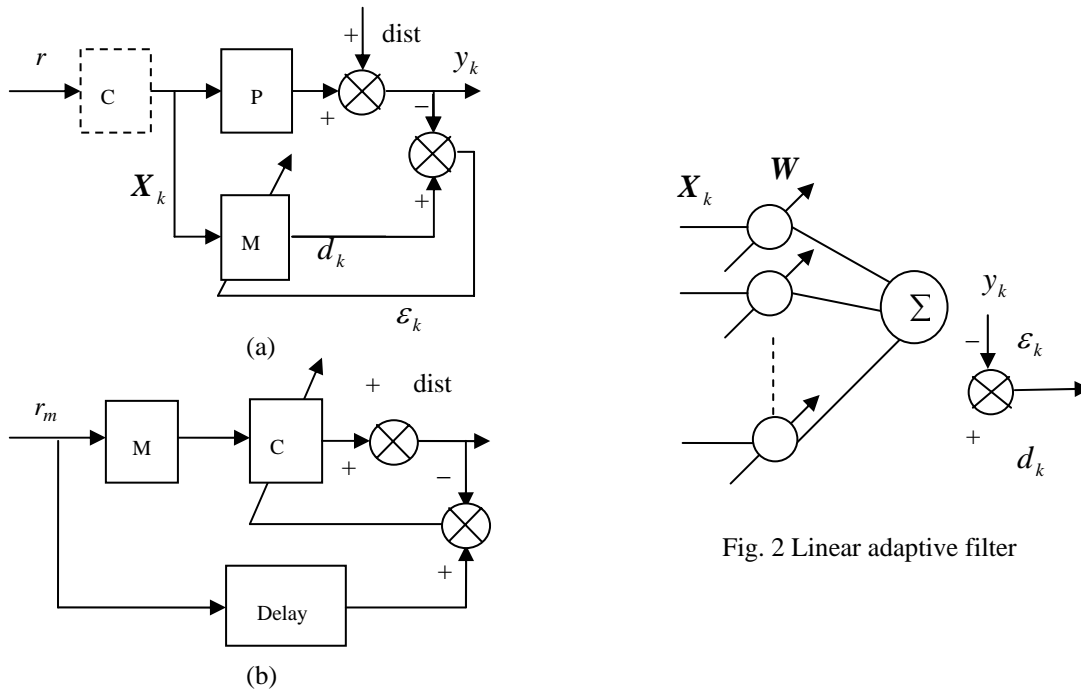 + dist
r
C
P
y_k
+
−
X_k
M
+
d_k
ε_k
(a)
+ dist
r_m
M
C
+
−
+
Delay
(b)
W
X_k
Σ
y_k
−
ε_k
+
d_k
Fig. 2 Linear adaptive filter